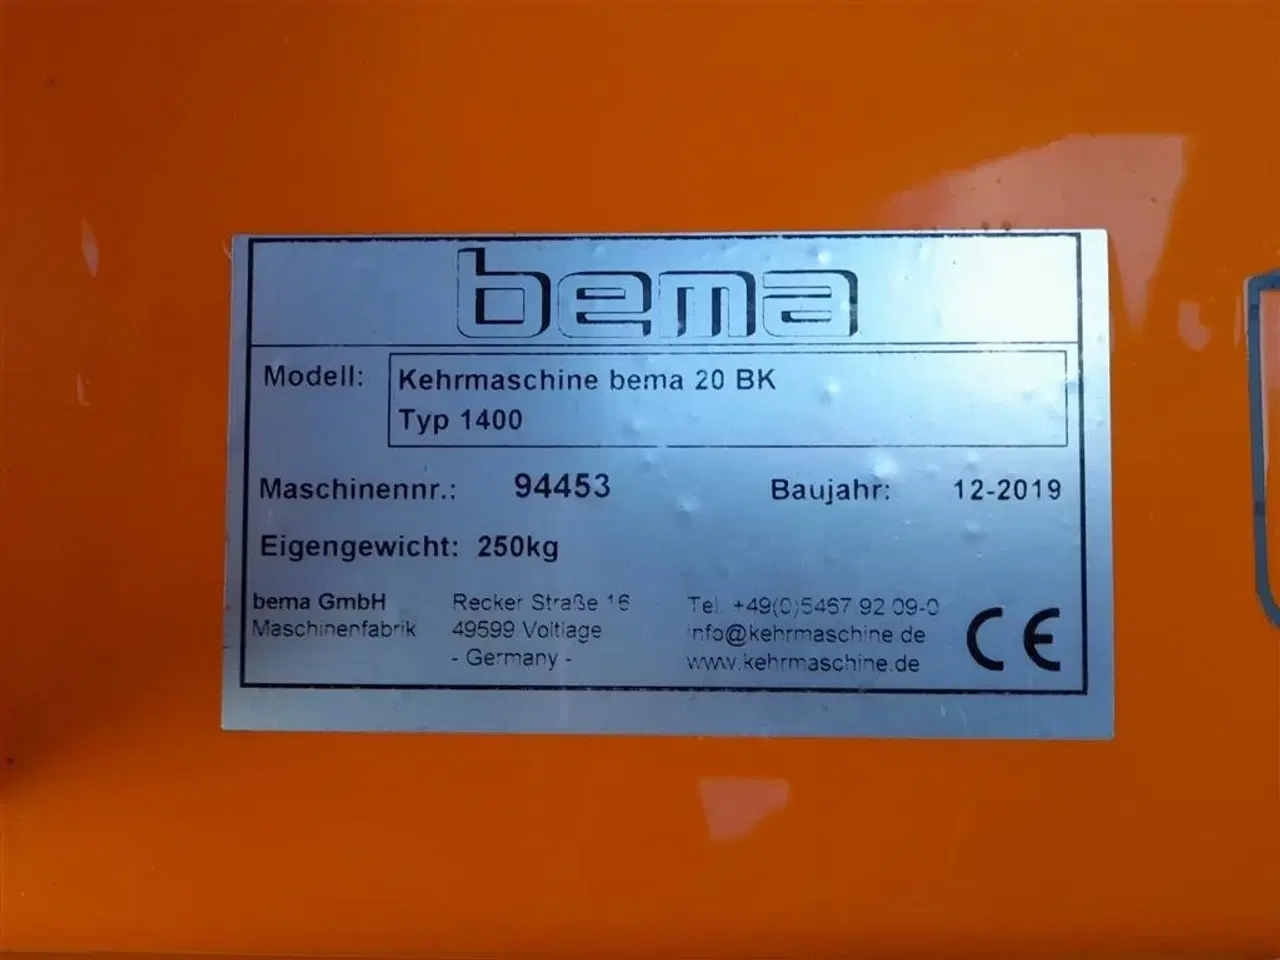 bema
Modell: Kehrmaschine bema 20 BK
Typ 1400
Maschinennr.: 94453 Baujahr: 12-2019
Eigengewicht: 250kg
bema GmbH Recker Straße 16 Tel. +49(0)5467 92 09-0
Maschinenfabrik 49599 Voltlage info@kehrmaschine.de
- Germany - www.kehrmaschine.de
CE